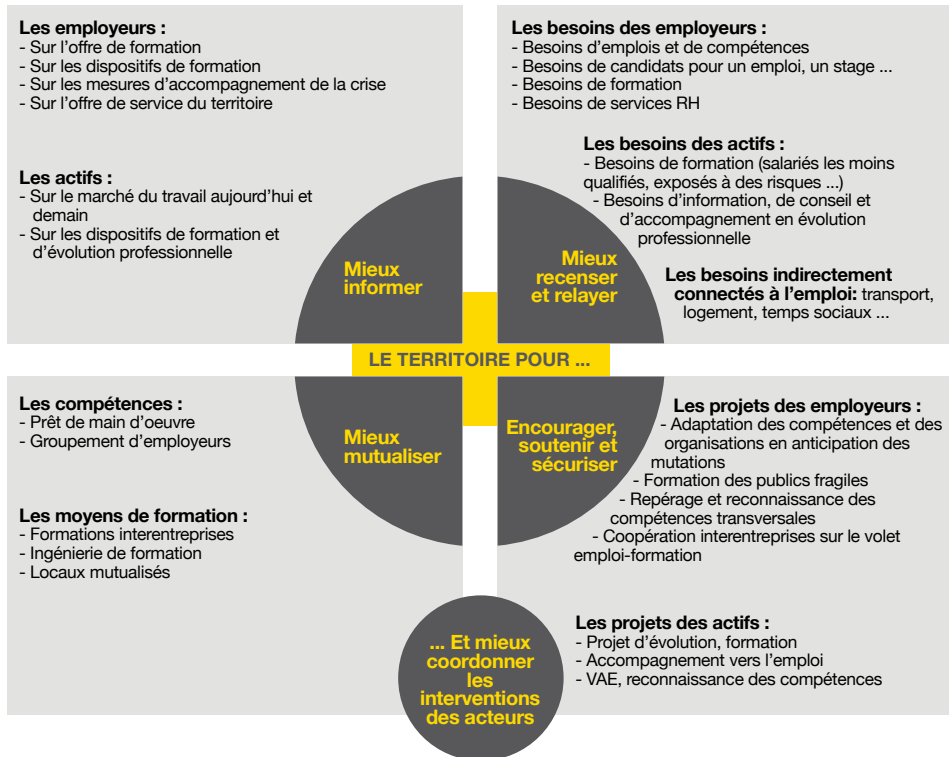 Les employeurs :
- Sur l'offre de formation
- Sur les dispositifs de formation
- Sur les mesures d'accompagnement de la crise
- Sur l'offre de service du territoire
Les actifs :
- Sur le marché du travail aujourd'hui et
demain
- Sur les dispositifs de formation et
d'évolution professionnelle
Mieux
informer
Les besoins des employeurs :
- Besoins d'emplois et de compétences
- Besoins de candidats pour un emploi, un stage ...
- Besoins de formation
- Besoins de services RH
Les besoins des actifs :
- Besoins de formation (salariés les moins
qualifiés, exposés à des risques ...)
- Besoins d'information, de conseil et
d'accompagnement en évolution
professionnelle
Les besoins indirectement
connectés à l'emploi: transport,
logement, temps sociaux ...
Mieux
recenser
et relayer
LE TERRITOIRE POUR ...
Les compétences :
- Prêt de main d'oeuvre
- Groupement d'employeurs
Les moyens de formation :
- Formations interentreprises
- Ingénierie de formation
- Locaux mutualisés
Mieux
mutualiser
Encourager,
soutenir et
sécuriser
Les projets des employeurs :
- Adaptation des compétences et des
organisations en anticipation des
mutations
- Formation des publics fragiles
- Repérage et reconnaissance des
compétences transversales
- Coopération interentreprises sur le volet
emploi-formation
Les projets des actifs :
- Projet d'évolution, formation
- Accompagnement vers l'emploi
- VAE, reconnaissance des compétences
... Et mieux
coordonner
les
interventions
des acteurs